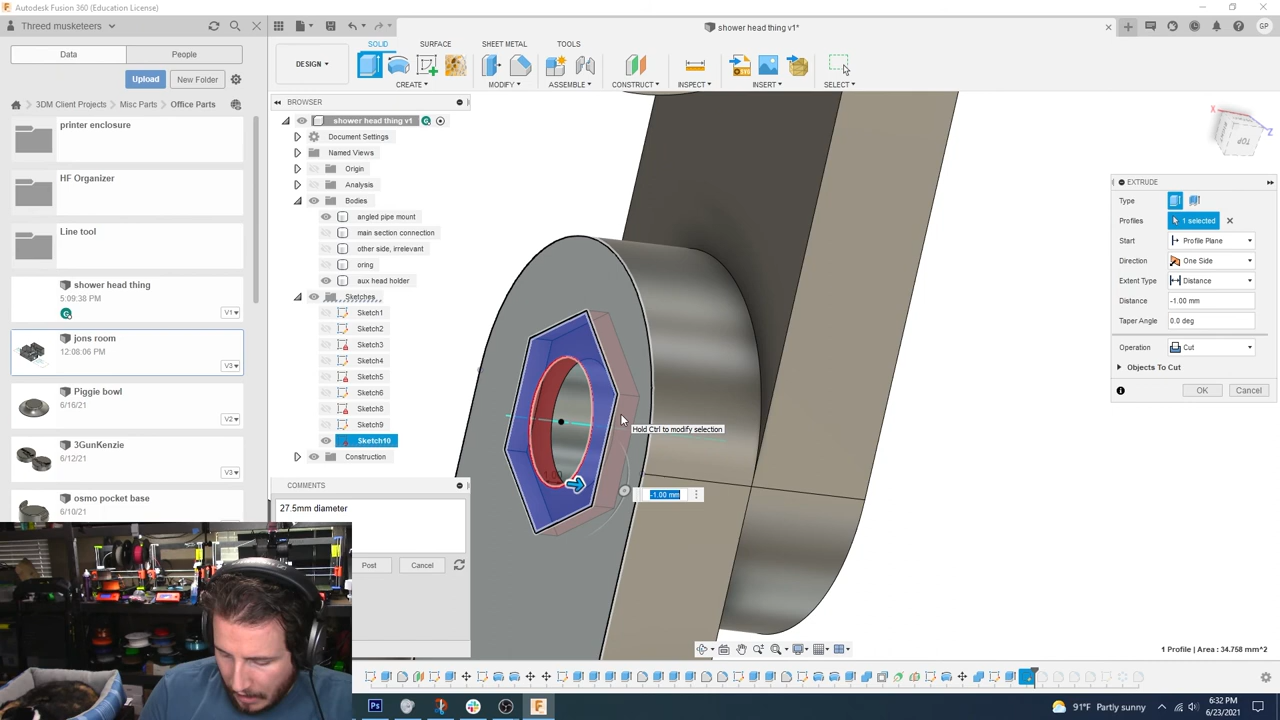 Autodesk Fusion 360 (Education License)
Threed musketeers
shower head thing v1*
GP
Data
People
Upload
New Folder
3DM Client Projects > Misc Parts > Office Parts
printer enclosure
HF Organizer
Line tool
shower head thing
5:09:38 PM
V1
jons room
12:08:06 PM
V3
Piggie bowl
6/16/21
V2
3GunKenzie
6/12/21
V3
osmo pocket base
6/10/21
DESIGN
SOLID
SURFACE
SHEET METAL
TOOLS
CREATE
MODIFY
ASSEMBLE
CONSTRUCT
INSPECT
INSERT
SELECT
BROWSER
shower head thing v1
Document Settings
Named Views
Origin
Analysis
Bodies
angled pipe mount
main section connection
other side, irrelevant
oring
aux head holder
Sketches
Sketch1
Sketch2
Sketch3
Sketch4
Sketch5
Sketch6
Sketch8
Sketch9
Sketch10
Construction
COMMENTS
27.5mm diameter
Post
Cancel
X
Z
TOP
EXTRUDE
Type
Profiles
1 selected
Start
Profile Plane
Direction
One Side
Extent Type
Distance
Distance
-1.00 mm
Taper Angle
0.0 deg
Operation
Cut
Objects To Cut
OK
Cancel
Hold Ctrl to modify selection
1.00
-1.00 mm
1 Profile | Area : 34.758 mm^2
91°F Partly sunny
6:32 PM
6/23/2021